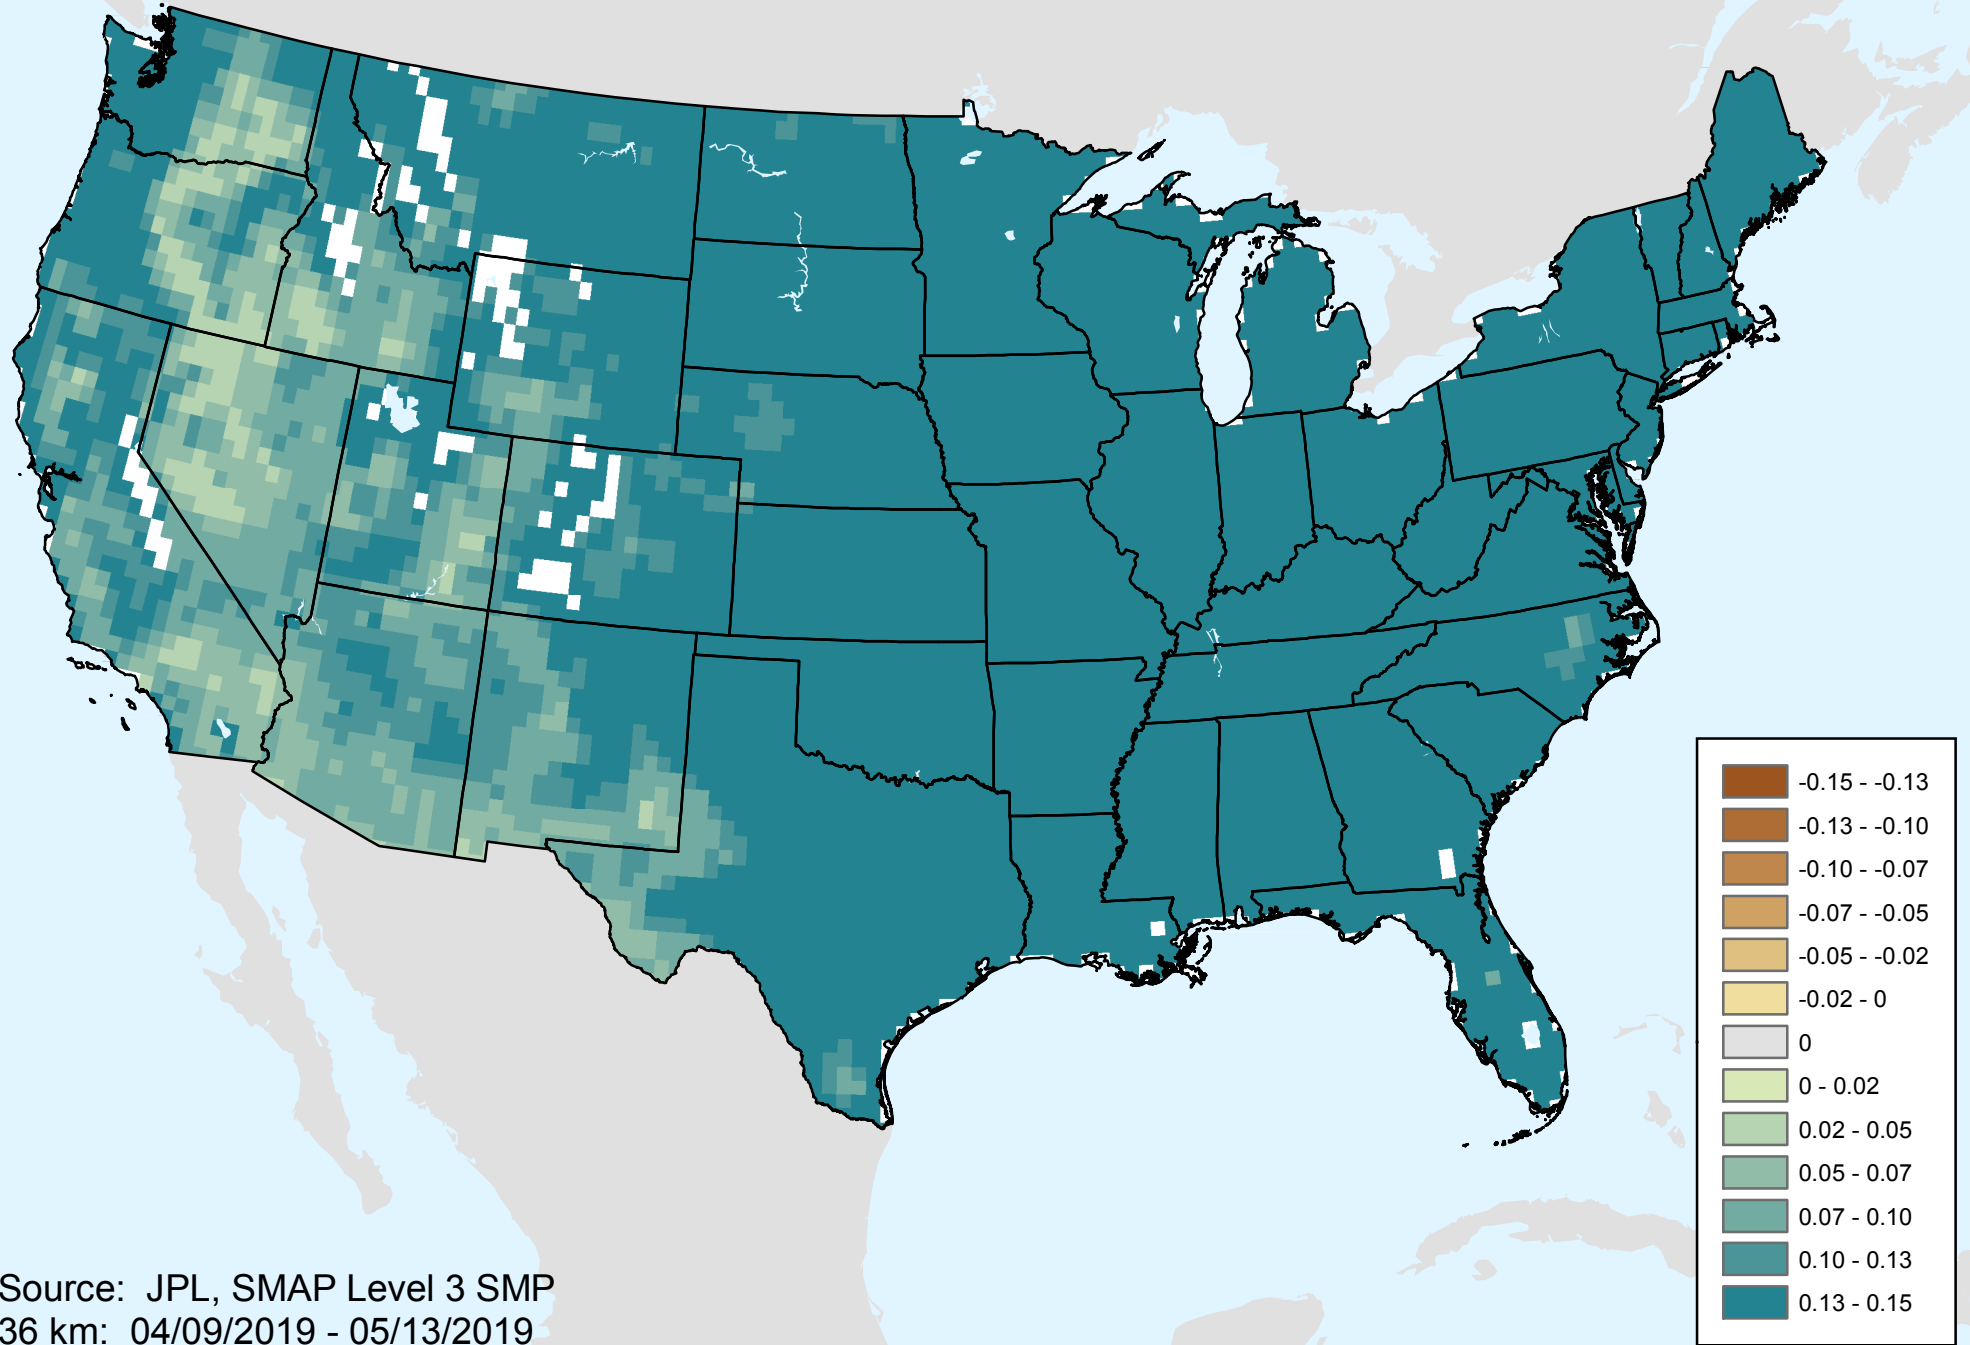 -0.15 - -0.13
-0.13 - -0.10
-0.10 - -0.07
-0.07 - -0.05
-0.05 - -0.02
-0.02 - 0
0
0 - 0.02
0.02 - 0.05
0.05 - 0.07
0.07 - 0.10
0.10 - 0.13
0.13 - 0.15
Source: JPL, SMAP Level 3 SMP
36 km: 04/09/2019 - 05/13/2019